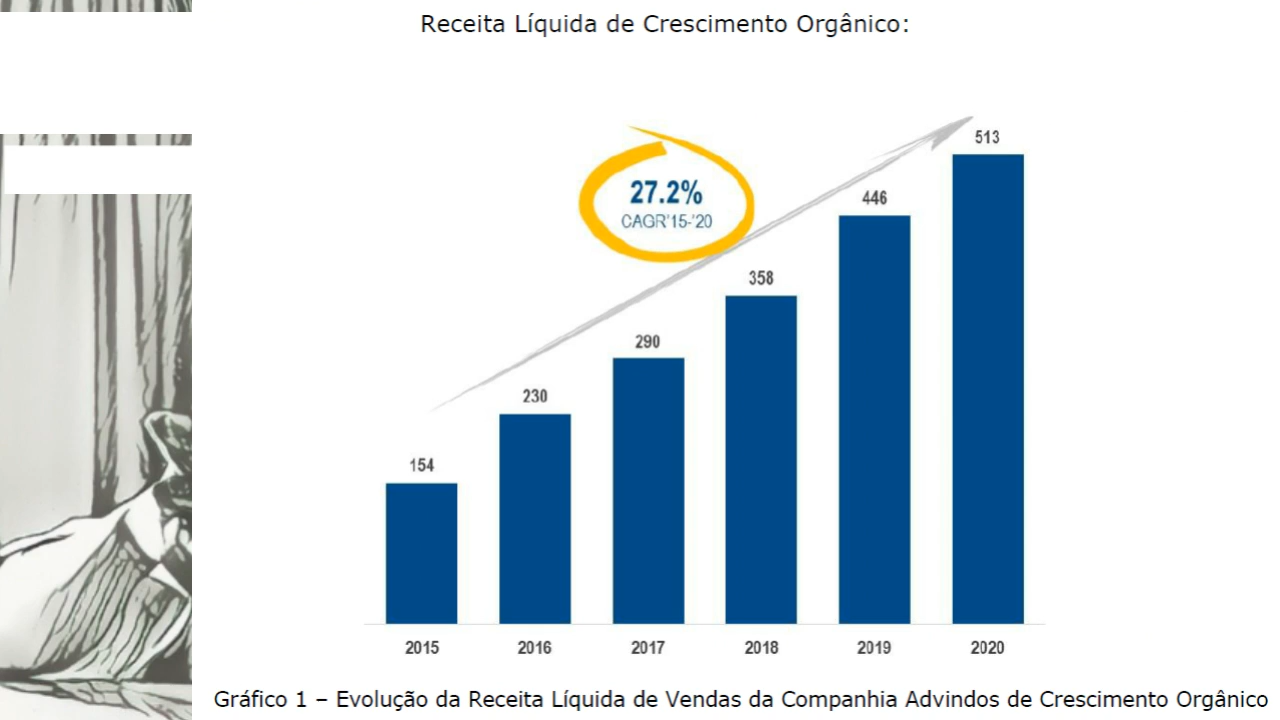 Receita Líquida de Crescimento Orgânico:
27.2%
CAGR'15-'20
154
230
290
358
446
513
2015 2016 2017 2018 2019 2020
Gráfico 1 – Evolução da Receita Líquida de Vendas da Companhia Advindos de Crescimento Orgânico